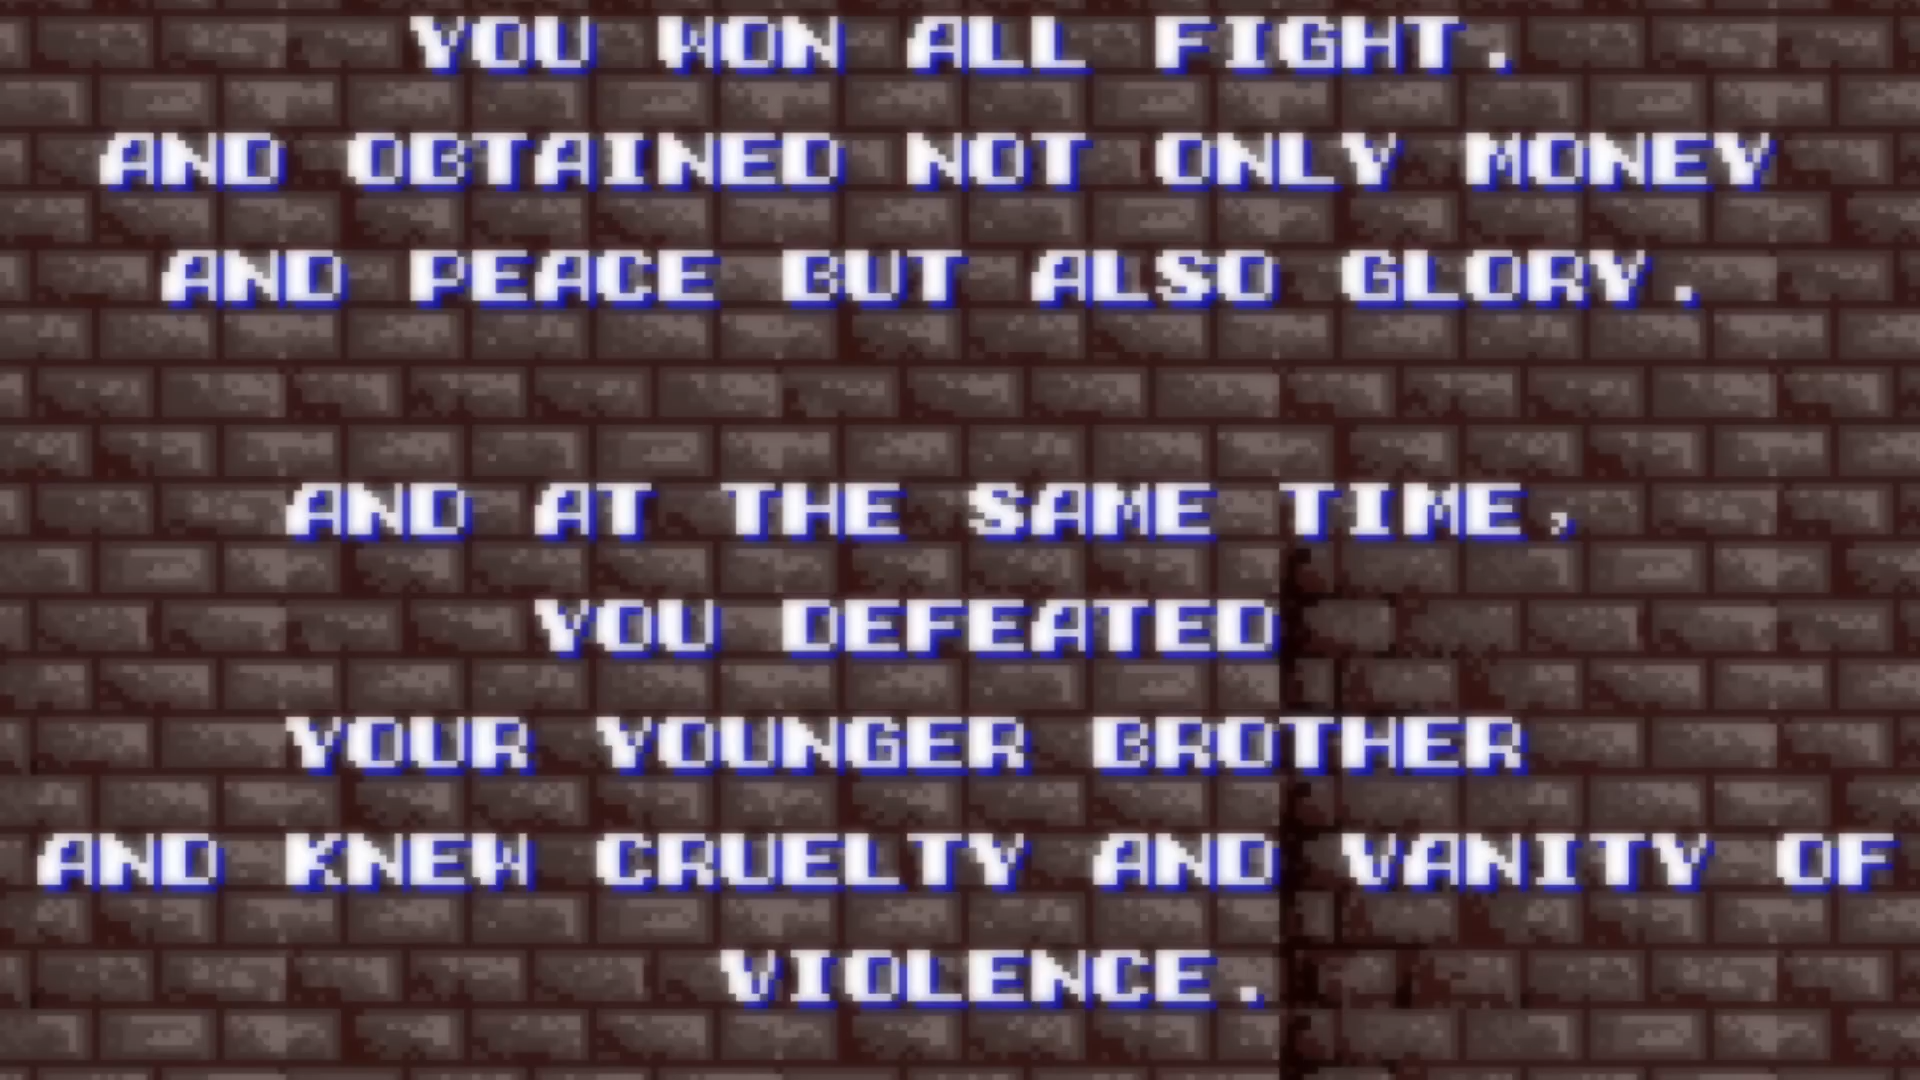 YOU WON ALL FIGHT.
AND OBTAINED NOT ONLY MONEY
AND PEACE BUT ALSO GLORY.
AND AT THE SAME TIME,
YOU DEFEATED
YOUR YOUNGER BROTHER
AND KNEW CRUELTY AND VANITY OF
VIOLENCE.